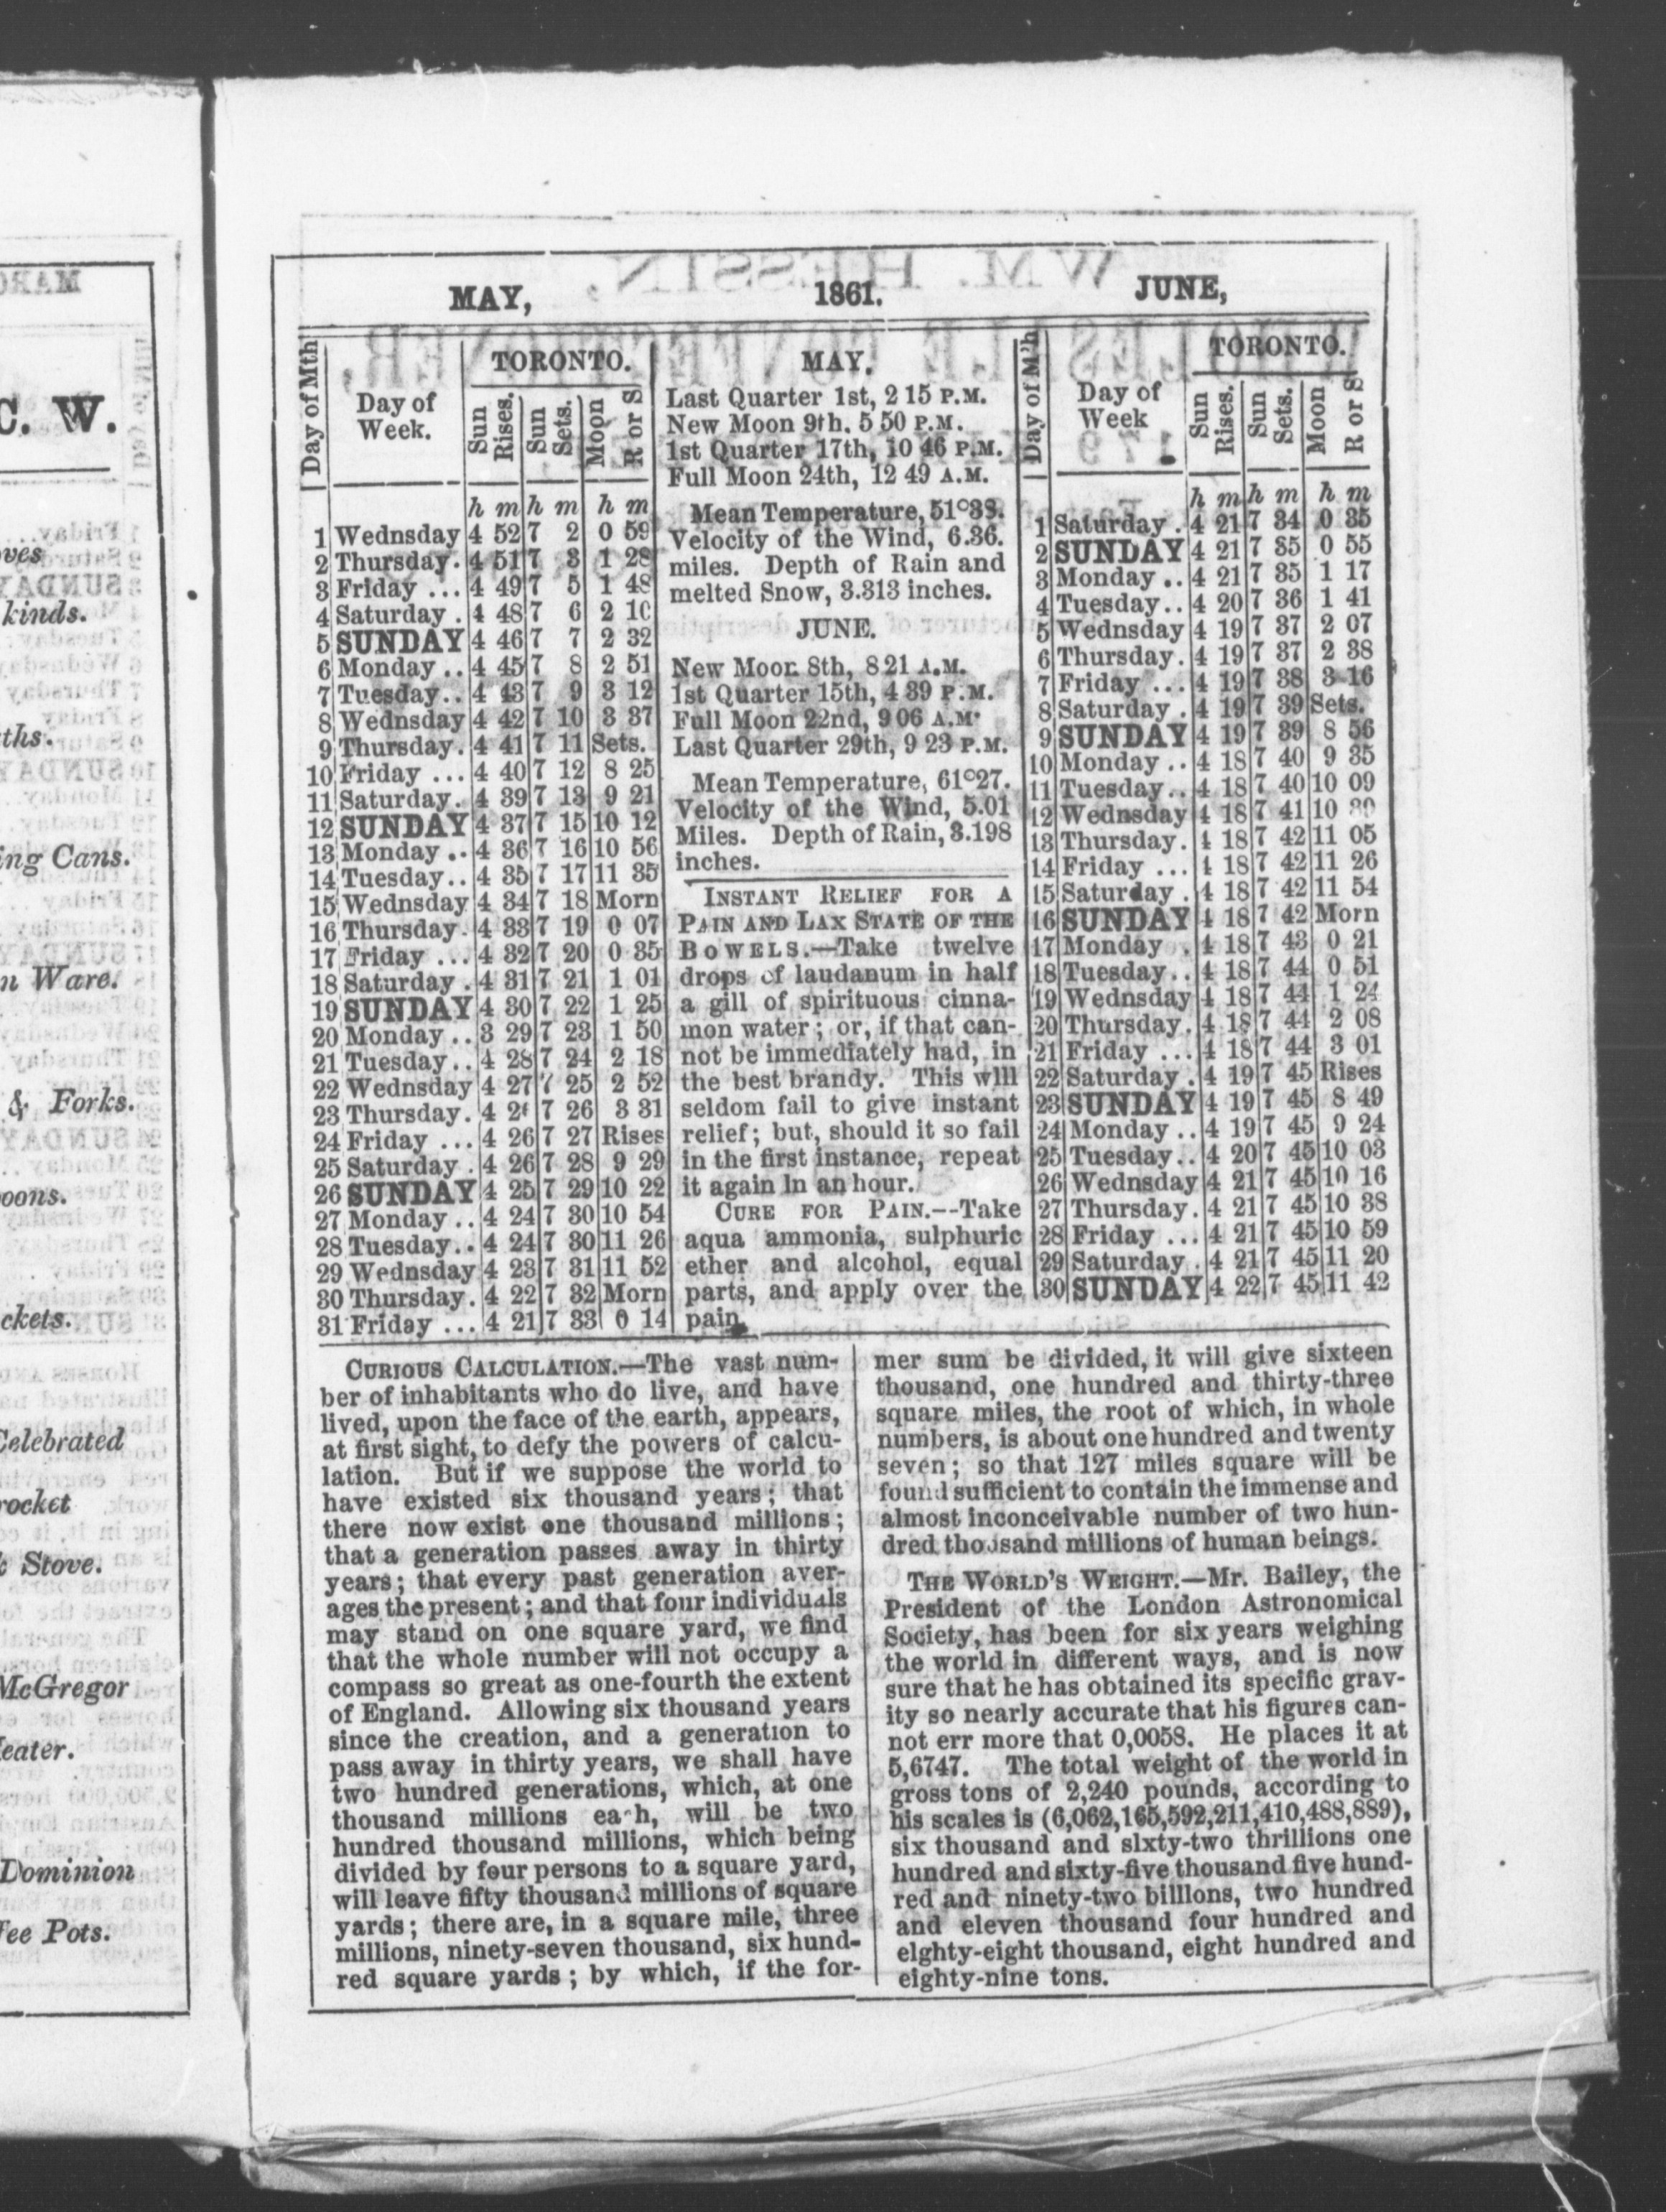 C. W.
kinds.
ing Cans.
n Ware.
& Forks.
Celebrated
Stove.
McGregor
Dominion
Pots.
MAY, 1861. JUNE,
Day of Mth
Day of
Week.
TORONTO.
Sun
Rises.
Sun
Sets.
Moon
R or S
h m h m h m
1 Wednsday 4 52 7 2 0 59
2 Thursday. 4 51 7 3 1 28
3 Friday ... 4 49 7 5 1 48
4 Saturday . 4 48 7 6 2 10
5 SUNDAY 4 46 7 7 2 32
6 Monday .. 4 45 7 8 2 51
7 Tuesday.. 4 43 7 9 3 12
8 Wednsday 4 42 7 10 3 37
9 Thursday. 4 41 7 11 Sets.
10 Friday ... 4 40 7 12 8 25
11 Saturday. 4 39 7 13 9 21
12 SUNDAY 4 37 7 15 10 12
13 Monday .. 4 36 7 16 10 56
14 Tuesday.. 4 35 7 17 11 35
15 Wednsday 4 34 7 18 Morn
16 Thursday. 4 33 7 19 0 07
17 Friday ... 4 32 7 20 0 35
18 Saturday . 4 31 7 21 1 01
19 SUNDAY 4 30 7 22 1 25
20 Monday .. 3 29 7 23 1 50
21 Tuesday.. 4 28 7 24 2 18
22 Wednsday 4 27 7 25 2 52
23 Thursday. 4 7 26 3 31
24 Friday ... 4 26 7 27 Rises
25 Saturday . 4 26 7 28 9 29
26 SUNDAY 4 25 7 29 10 22
27 Monday .. 4 24 7 30 10 54
28 Tuesday.. 4 24 7 30 11 26
29 Wednsday 4 23 7 31 11 52
30 Thursday. 4 22 7 32 Morn
31 Friday ... 4 21 7 33 0 14
MAY.
Last Quarter 1st, 2 15 P.M.
New Moon 9th. 5 50 P.M.
1st Quarter 17th, 10 46 P.M.
Full Moon 24th, 12 49 A.M.
Mean Temperature, 51°38.
Velocity of the Wind, 6.36.
miles. Depth of Rain and
melted Snow, 3.313 inches.
JUNE.
New Moon 8th, 8 21 A.M.
1st Quarter 15th, 4 39 P.M.
Full Moon 22nd, 9 06 A.M.
Last Quarter 29th, 9 23 P.M.
Mean Temperature, 61°27.
Velocity of the Wind, 5.01
Miles. Depth of Rain, 3.198
inches.
INSTANT RELIEF FOR A
PAIN AND LAX STATE OF THE
BOWELS.—Take twelve
drops of laudanum in half
a gill of spirituous cinna-
mon water; or, if that can-
not be immediately had, in
the best brandy. This wlll
seldom fail to give instant
relief; but, should it so fail
in the first instance, repeat
it again in an hour.
CURE FOR PAIN.--Take
aqua ammonia, sulphuric
ether and alcohol, equal
parts, and apply over the
pain.
Day of M'h
Day of
Week
TORONTO.
Sun
Rises.
Sun
Sets.
Moon
R or S
h m h m h m
1 Saturday . 4 21 7 34 0 35
2 SUNDAY 4 21 7 35 0 55
3 Monday .. 4 21 7 35 1 17
4 Tuesday.. 4 20 7 36 1 41
5 Wednsday 4 19 7 37 2 07
6 Thursday. 4 19 7 37 2 38
7 Friday ... 4 19 7 38 3 16
8 Saturday . 4 19 7 39 Sets.
9 SUNDAY 4 19 7 39 8 56
10 Monday .. 4 18 7 40 9 35
11 Tuesday.. 4 18 7 40 10 09
12 Wednsday 4 18 7 41 10
13 Thursday. 4 18 7 42 11 05
14 Friday ... 4 18 7 42 11 26
15 Saturday . 4 18 7 42 11 54
16 SUNDAY 4 18 7 42 Morn
17 Monday . 4 18 7 43 0 21
18 Tuesday.. 4 18 7 44 0 51
19 Wednsday 4 18 7 44 1 24
20 Thursday. 4 18 7 44 2 08
21 Friday ... 4 18 7 44 3 01
22 Saturday . 4 19 7 45 Rises
23 SUNDAY 4 19 7 45 8 49
24 Monday .. 4 19 7 45 9 24
25 Tuesday.. 4 20 7 45 10 03
26 Wednsday 4 21 7 45 10 16
27 Thursday. 4 21 7 45 10 38
28 Friday ... 4 21 7 45 10 59
29 Saturday . 4 21 7 45 11 20
30 SUNDAY 4 22 7 45 11 42
CURIOUS CALCULATION.—The vast num-
ber of inhabitants who do live, and have
lived, upon the face of the earth, appears,
at first sight, to defy the powers of calcu-
lation. But if we suppose the world to
have existed six thousand years; that
there now exist one thousand millions;
that a generation passes away in thirty
years; that every past generation aver-
ages the present; and that four individuals
may stand on one square yard, we find
that the whole number will not occupy a
compass so great as one-fourth the extent
of England. Allowing six thousand years
since the creation, and a generation to
pass away in thirty years, we shall have
two hundred generations, which, at one
thousand millions each, will be two
hundred thousand millions, which being
divided by four persons to a square yard,
will leave fifty thousand millions of square
yards; there are, in a square mile, three
millions, ninety-seven thousand, six hund-
red square yards; by which, if the for-
mer sum be divided, it will give sixteen
thousand, one hundred and thirty-three
square miles, the root of which, in whole
numbers, is about one hundred and twenty
seven; so that 127 miles square will be
found sufficient to contain the immense and
almost inconceivable number of two hun-
dred thousand millions of human beings.
THE WORLD'S WEIGHT.—Mr. Bailey, the
President of the London Astronomical
Society, has been for six years weighing
the world in different ways, and is now
sure that he has obtained its specific grav-
ity so nearly accurate that his figures can-
not err more that 0,0058. He places it at
5,6747. The total weight of the world in
gross tons of 2,240 pounds, according to
his scales is (6,062,165,592,211,410,488,889),
six thousand and slxty-two thrillions one
hundred and sixty-five thousand five hund-
red and ninety-two billlons, two hundred
and eleven thousand four hundred and
elghty-eight thousand, eight hundred and
eighty-nine tons.